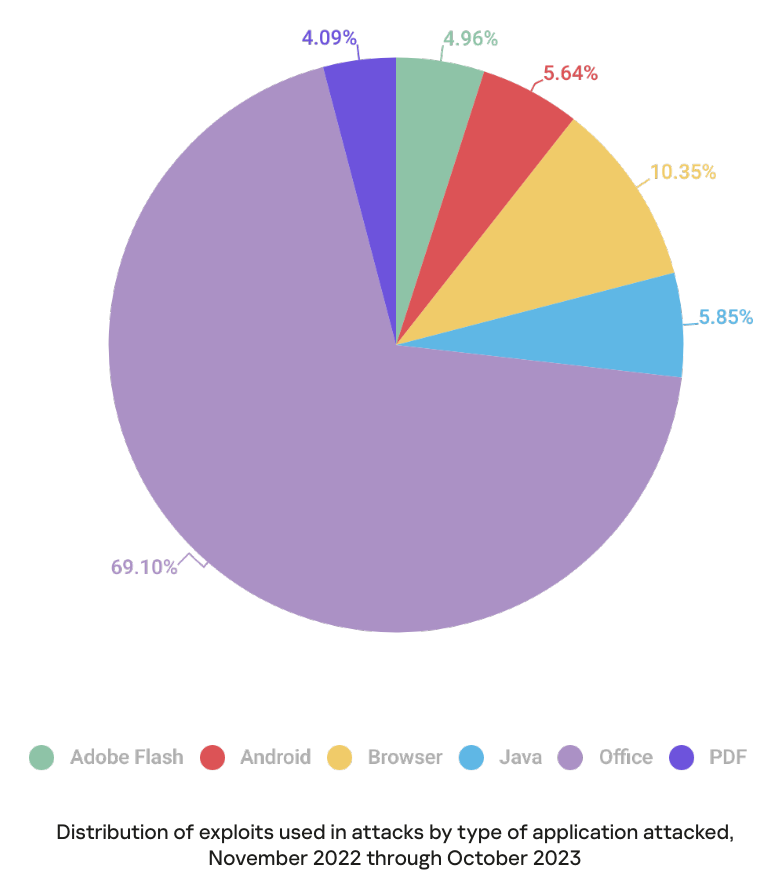 4.09%
4.96%
5.64%
10.35%
5.85%
69.10%
Adobe Flash Android Browser Java Office PDF
Distribution of exploits used in attacks by type of application attacked,
November 2022 through October 2023